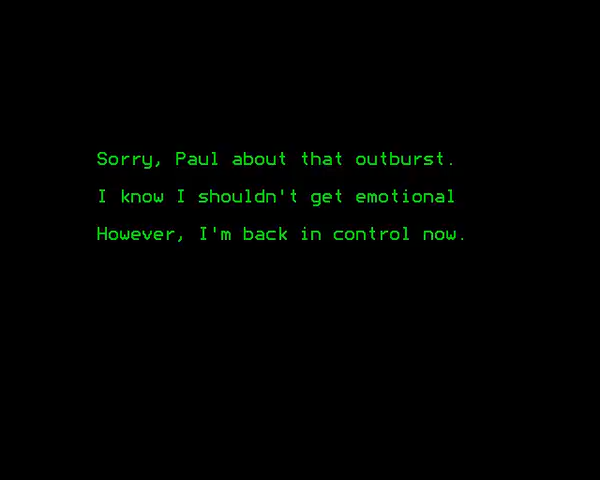 Sorry, Paul about that outburst.
I know I shouldn't get emotional
However, I'm back in control now.